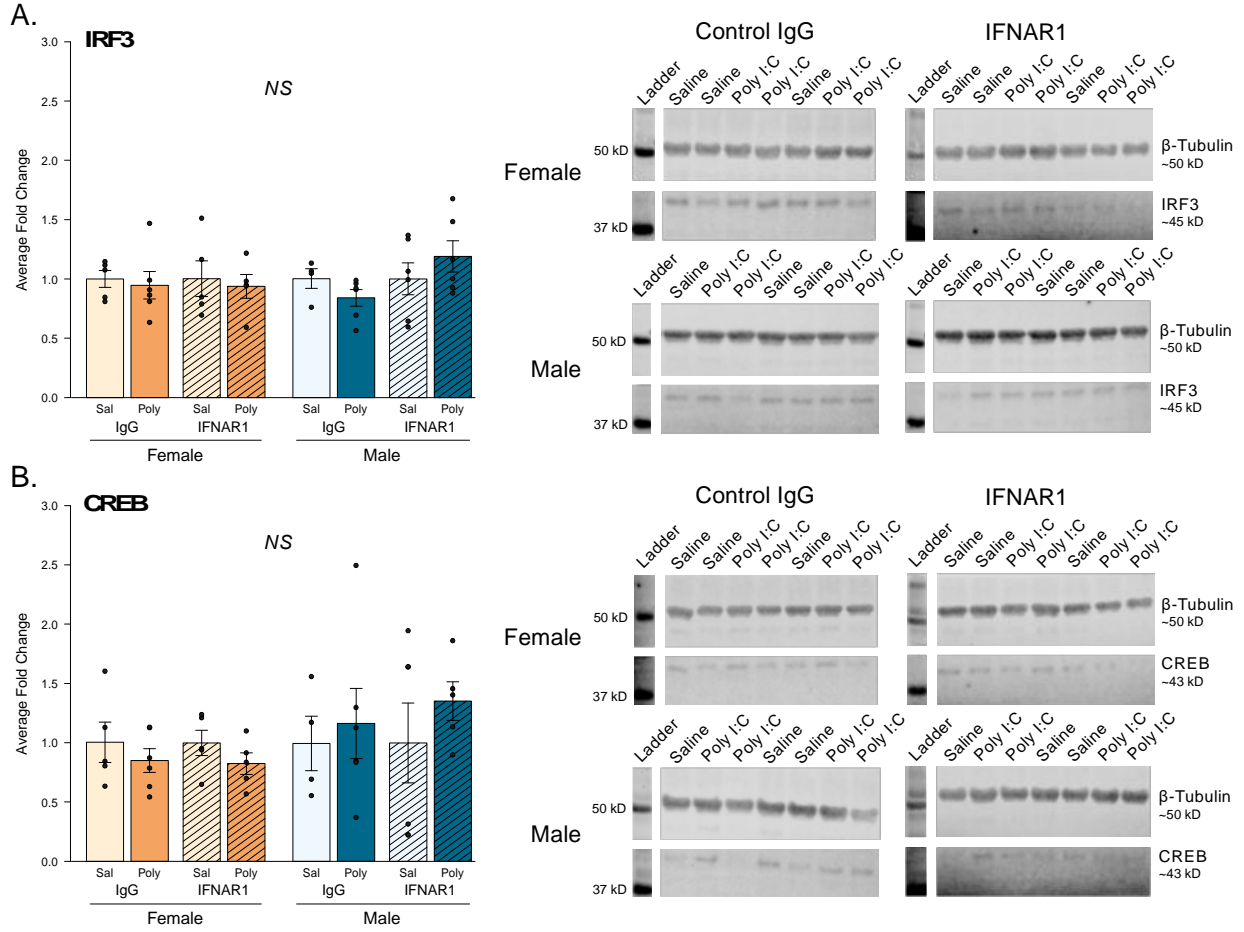 A.
IRF3
NS
Average Fold Change
3.0
2.5
2.0
1.5
1.0
0.5
0.0
Sal Poly Sal Poly Sal Poly Sal Poly
IgG IFNAR1 IgG IFNAR1
Female Male
Control IgG IFNAR1
Ladder Saline Saline Poly I:C Poly I:C Saline Poly I:C Poly I:C Ladder Saline Saline Poly I:C Poly I:C Saline Poly I:C Poly I:C
Female
50 kD β-Tubulin
~50 kD
37 kD IRF3
~45 kD
Ladder Saline Poly I:C Poly I:C Saline Saline Poly I:C Poly I:C Ladder Saline Poly I:C Poly I:C Saline Saline Poly I:C Poly I:C
Male
50 kD β-Tubulin
~50 kD
37 kD IRF3
~45 kD
B.
CREB
NS
Average Fold Change
3.0
2.5
2.0
1.5
1.0
0.5
0.0
Sal Poly Sal Poly Sal Poly Sal Poly
IgG IFNAR1 IgG IFNAR1
Female Male
Control IgG IFNAR1
Ladder Saline Saline Poly I:C Poly I:C Saline Poly I:C Poly I:C Ladder Saline Saline Poly I:C Poly I:C Saline Poly I:C Poly I:C
Female
50 kD β-Tubulin
~50 kD
37 kD CREB
~43 kD
Ladder Saline Poly I:C Poly I:C Saline Saline Poly I:C Poly I:C Ladder Saline Poly I:C Poly I:C Saline Saline Poly I:C Poly I:C
Male
50 kD β-Tubulin
~50 kD
37 kD CREB
~43 kD